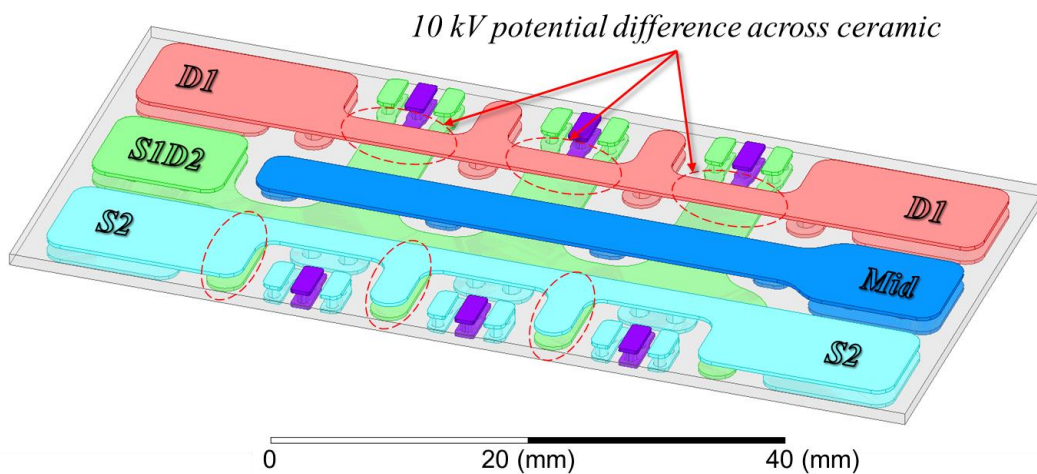 10 kV potential difference across ceramic
D1
S1D2
S2
D1
Mid
S2
0 20 (mm) 40 (mm)